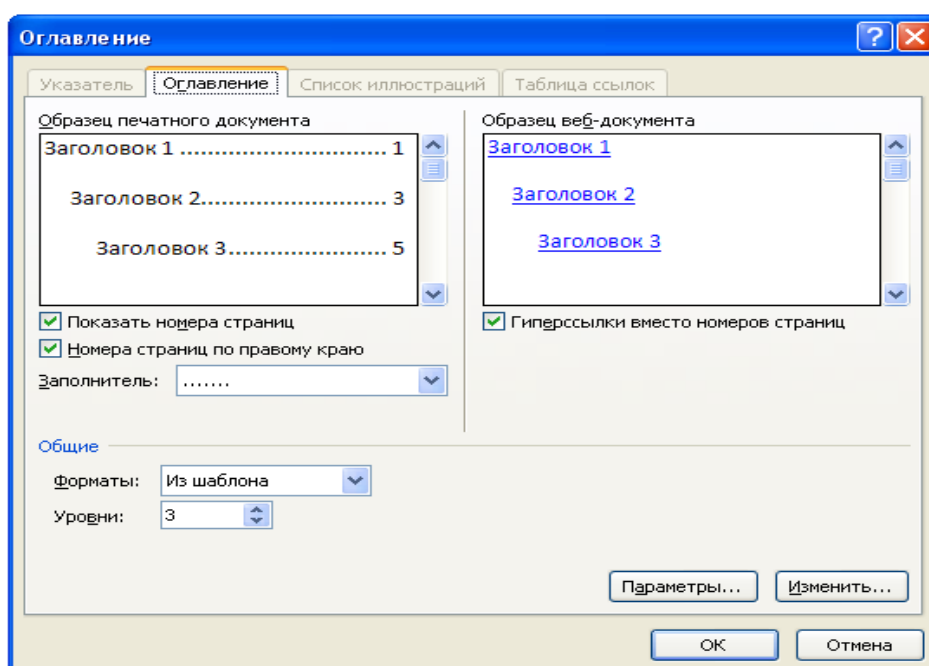 Оглавление
Указатель Оглавление Список иллюстраций Таблица ссылок
Образец печатного документа
Заголовок 1 ............................ 1
Заголовок 2......................... 3
Заголовок 3..................... 5
Показать номера страниц
Номера страниц по правому краю
Заполнитель: .......
Образец веб-документа
Заголовок 1
Заголовок 2
Заголовок 3
Гиперссылки вместо номеров страниц
Общие
Форматы: Из шаблона
Уровни: 3
Параметры... Изменить...
ОК Отмена